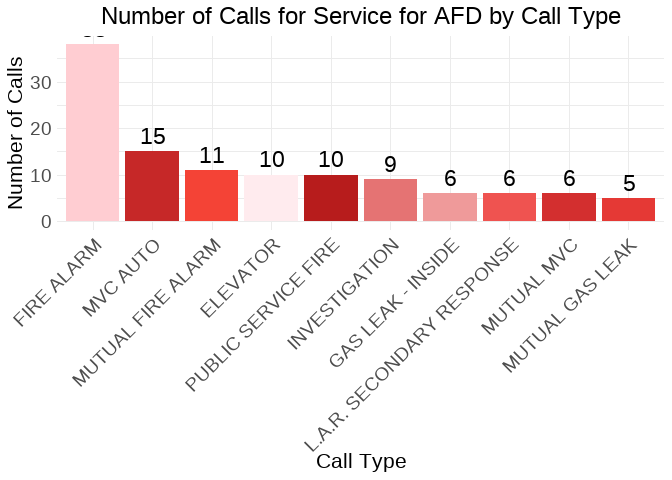 Number of Calls for Service for AFD by Call Type
Number of Calls
30
20
10
0
15
11
10
10
9
6
6
6
5
FIRE ALARM
MVC AUTO
MUTUAL FIRE ALARM
ELEVATOR
PUBLIC SERVICE FIRE
INVESTIGATION
GAS LEAK - INSIDE
L.A.R. SECONDARY RESPONSE
MUTUAL MVC
MUTUAL GAS LEAK
Call Type